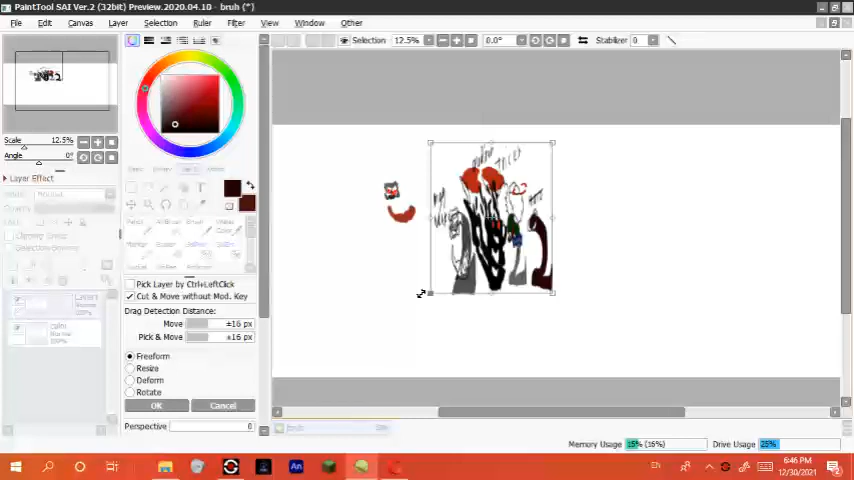 PaintTool SAI Ver.2 (32bit) Preview.2020.04.10 - bruh (*)
File Edit Canvas Layer Selection Ruler Filter View Window Other
Selection 12.5% 0.0° Stabilizer 0
Scale 12.5%
Angle 0°
Layer Effect
Pick Layer by Ctrl+LeftClick
Cut & Move without Mod. Key
Drag Detection Distance:
Move ±16 px
Pick & Move ±16 px
Freeform
Resize
Deform
Rotate
OK Cancel
Perspective 0
Memory Usage 15% (16%) Drive Usage 25%
EN
6:46 PM
12/30/2021